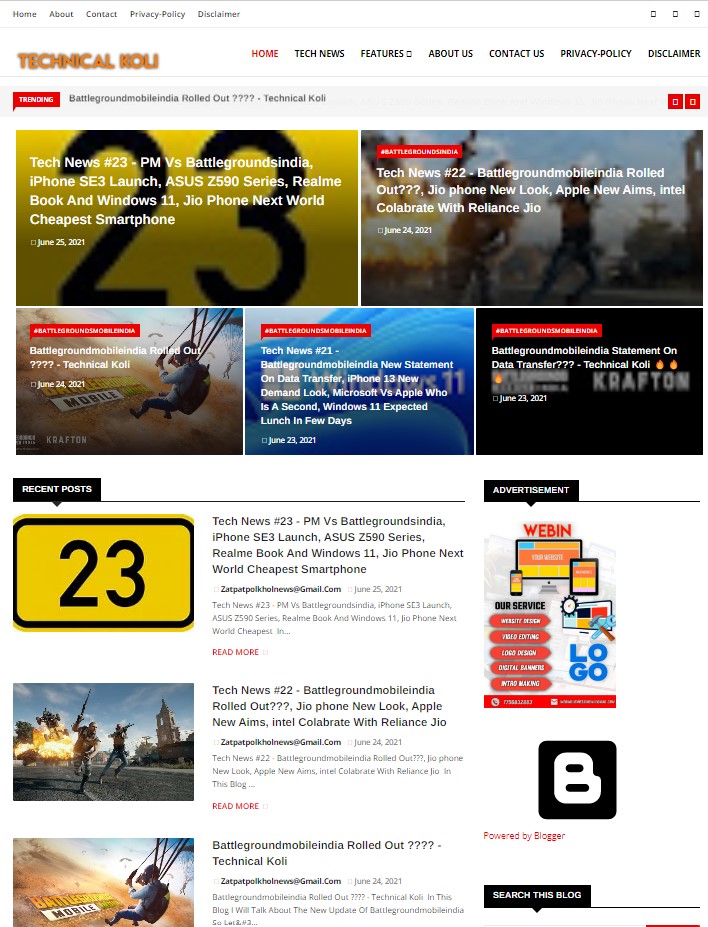 Home About Contact Privacy-Policy Disclaimer
TECHNICAL KOLI
HOME TECH NEWS FEATURES ABOUT US CONTACT US PRIVACY-POLICY DISCLAIMER
TRENDING Battlegroundmobileindia Rolled Out ???? - Technical Koli
23
Tech News #23 - PM Vs Battlegroundsindia,
iPhone SE3 Launch, ASUS Z590 Series, Realme
Book And Windows 11, Jio Phone Next World
Cheapest Smartphone
June 25, 2021
#BATTLEGROUNDSINDIA
Tech News #22 - Battlegroundmobileindia Rolled
Out???, Jio phone New Look, Apple New Aims, intel
Colabrate With Reliance Jio
June 24, 2021
#BATTLEGROUNDSMOBILEINDIA
Battlegroundmobileindia Rolled Out
???? - Technical Koli
June 24, 2021
MOBILE
KRAFTON
#BATTLEGROUNDSMOBILEINDIA
Tech News #21 -
Battlegroundmobileindia New Statement
On Data Transfer, iPhone 13 New
Demand Look, Microsoft Vs Apple Who
Is A Second, Windows 11 Expected
Lunch In Few Days
June 23, 2021
#BATTLEGROUNDSMOBILEINDIA
Battlegroundmobileindia Statement On
Data Transfer??? - Technical Koli 🔥 🔥
🔥
KRAFTON
June 23, 2021
RECENT POSTS
23
Tech News #23 - PM Vs Battlegroundsindia,
iPhone SE3 Launch, ASUS Z590 Series,
Realme Book And Windows 11, Jio Phone Next
World Cheapest Smartphone
Zatpatpolkholnews@Gmail.Com June 25, 2021
Tech News #23 - PM Vs Battlegroundsindia, iPhone SE3 Launch,
ASUS Z590 Series, Realme Book And Windows 11, Jio Phone Next
World Cheapest In...
READ MORE
Tech News #22 - Battlegroundmobileindia
Rolled Out???, Jio phone New Look, Apple
New Aims, intel Colabrate With Reliance Jio
Zatpatpolkholnews@Gmail.Com June 24, 2021
Tech News #22 - Battlegroundmobileindia Rolled Out???, Jio phone
New Look, Apple New Aims, intel Colabrate With Reliance Jio In
This Blog ...
READ MORE
BATTLEGROUNDS
MOBILE
Battlegroundmobileindia Rolled Out ???? -
Technical Koli
Zatpatpolkholnews@Gmail.Com June 24, 2021
Battlegroundmobileindia Rolled Out ???? - Technical Koli In This
Blog I Will Talk About The New Update Of Battlegroundmobileindia
So Let&#3...
ADVERTISEMENT
WEBIN
OUR SERVICE
WEBSITE DESIGN
VIDEO EDITING
LOGO DESIGN
DIGITAL BANNERS
INTRO MAKING
LO
GO
Powered by Blogger
SEARCH THIS BLOG